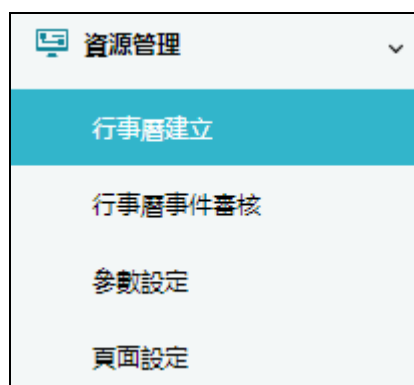 資源管理
行事曆建立
行事曆事件審核
參數設定
頁面設定